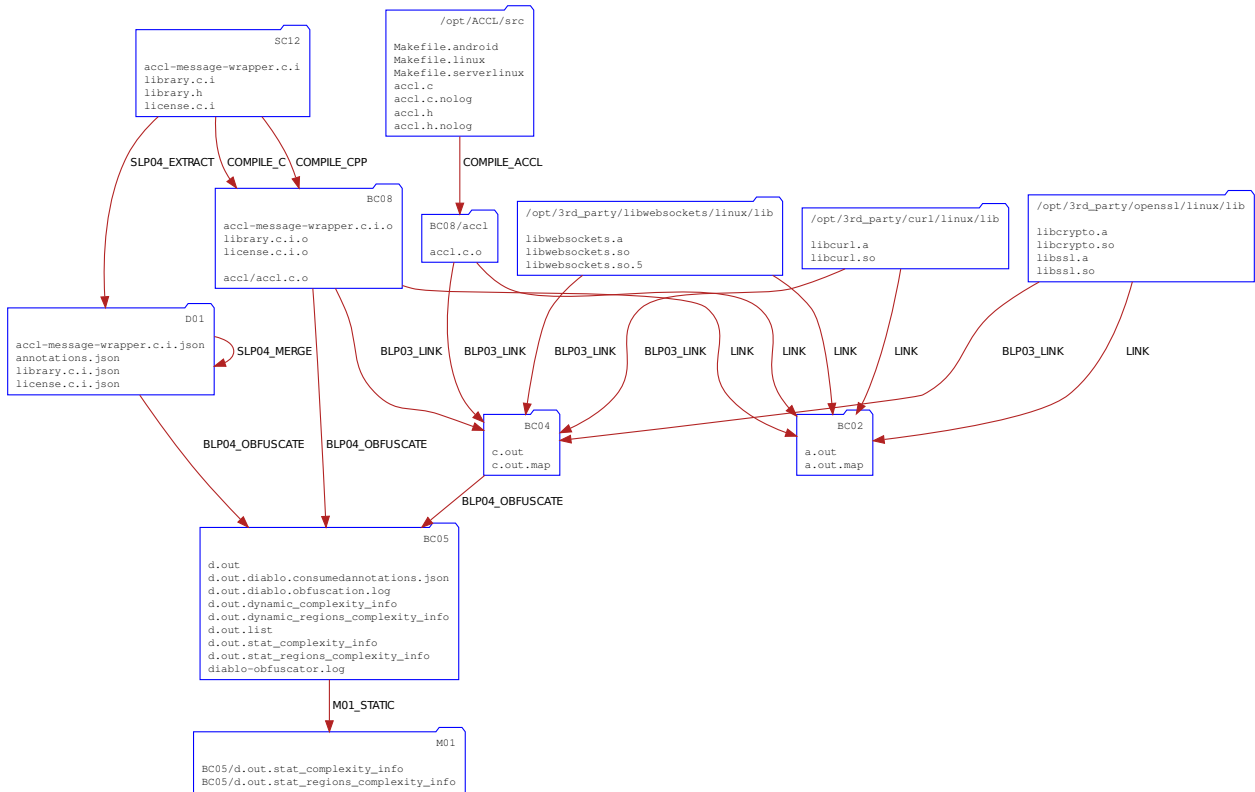 /opt/ACCL/src
Makefile.android
Makefile.linux
Makefile.serverlinux
accl.c
accl.c.nolog
accl.h
accl.h.nolog
SC12
accl-message-wrapper.c.i
library.c.i
library.h
license.c.i
SLP04_EXTRACT
COMPILE_C
COMPILE_CPP
COMPILE_ACCL
BC08
accl-message-wrapper.c.i.o
library.c.i.o
license.c.i.o
accl/accl.c.o
BC08/accl
accl.c.o
/opt/3rd_party/libwebsockets/linux/lib
libwebsockets.a
libwebsockets.so
libwebsockets.so.5
/opt/3rd_party/curl/linux/lib
libcurl.a
libcurl.so
/opt/3rd_party/openssl/linux/lib
libcrypto.a
libcrypto.so
libssl.a
libssl.so
D01
accl-message-wrapper.c.i.json
annotations.json
library.c.i.json
license.c.i.json
SLP04_MERGE
BLP03_LINK
BLP03_LINK
BLP03_LINK
BLP03_LINK
LINK
LINK
LINK
BLP03_LINK
LINK
BLP04_OBFUSCATE
BLP04_OBFUSCATE
BC04
c.out
c.out.map
BC02
a.out
a.out.map
BLP04_OBFUSCATE
BC05
d.out
d.out.diablo.consumedannotations.json
d.out.diablo.obfuscation.log
d.out.dynamic_complexity_info
d.out.dynamic_regions_complexity_info
d.out.list
d.out.stat_complexity_info
d.out.stat_regions_complexity_info
diablo-obfuscator.log
M01_STATIC
M01
BC05/d.out.stat_complexity_info
BC05/d.out.stat_regions_complexity_info